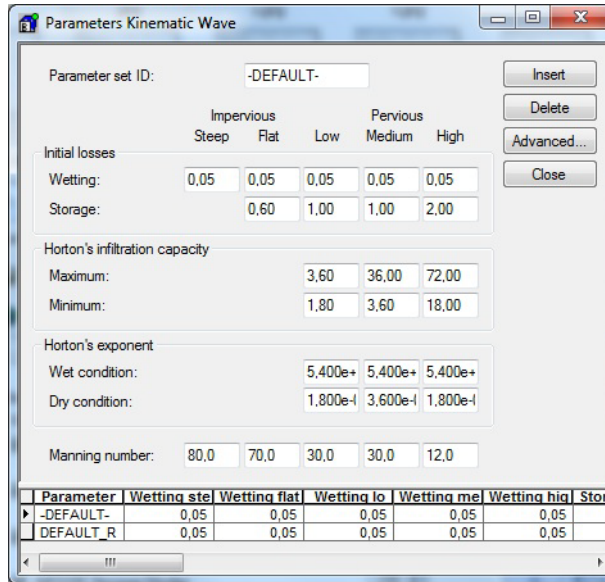 Parameters Kinematic Wave
Parameter set ID: -DEFAULT- Insert
Delete
Impervious Pervious
Steep Flat Low Medium High Advanced...
Initial losses
Wetting: 0,05 0,05 0,05 0,05 0,05 Close
Storage: 0,60 1,00 1,00 2,00
Horton's infiltration capacity
Maximum: 3,60 36,00 72,00
Minimum: 1,80 3,60 18,00
Horton's exponent
Wet condition: 5,400e+ 5,400e+ 5,400e+
Dry condition: 1,800e-( 3,600e-( 1,800e-(
Manning number: 80,0 70,0 30,0 30,0 12,0
Parameter Wetting ste Wetting flat Wetting lo Wetting me Wetting hig Stor
-DEFAULT- 0,05 0,05 0,05 0,05 0,05
DEFAULT_R 0,05 0,05 0,05 0,05 0,05